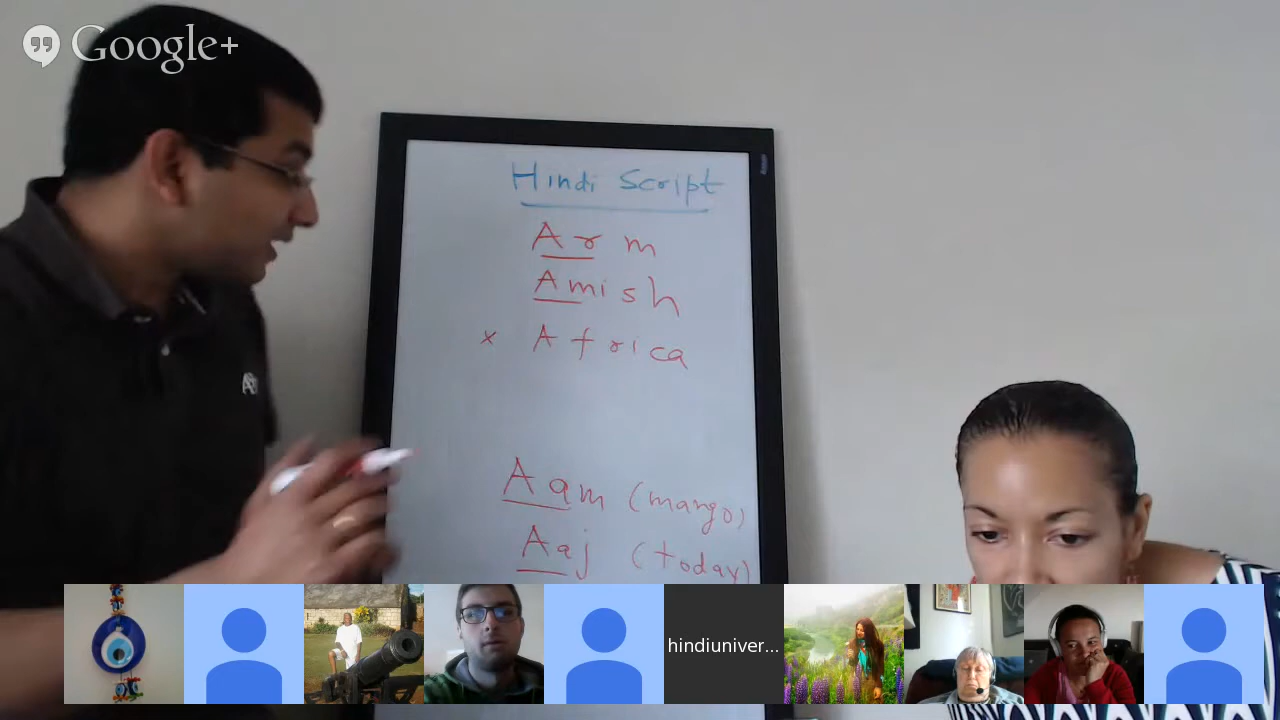 Google+
Hindi Script
Arm
Amish
x Africa
Aam (mango)
Aaj (today)
hindiuniver...